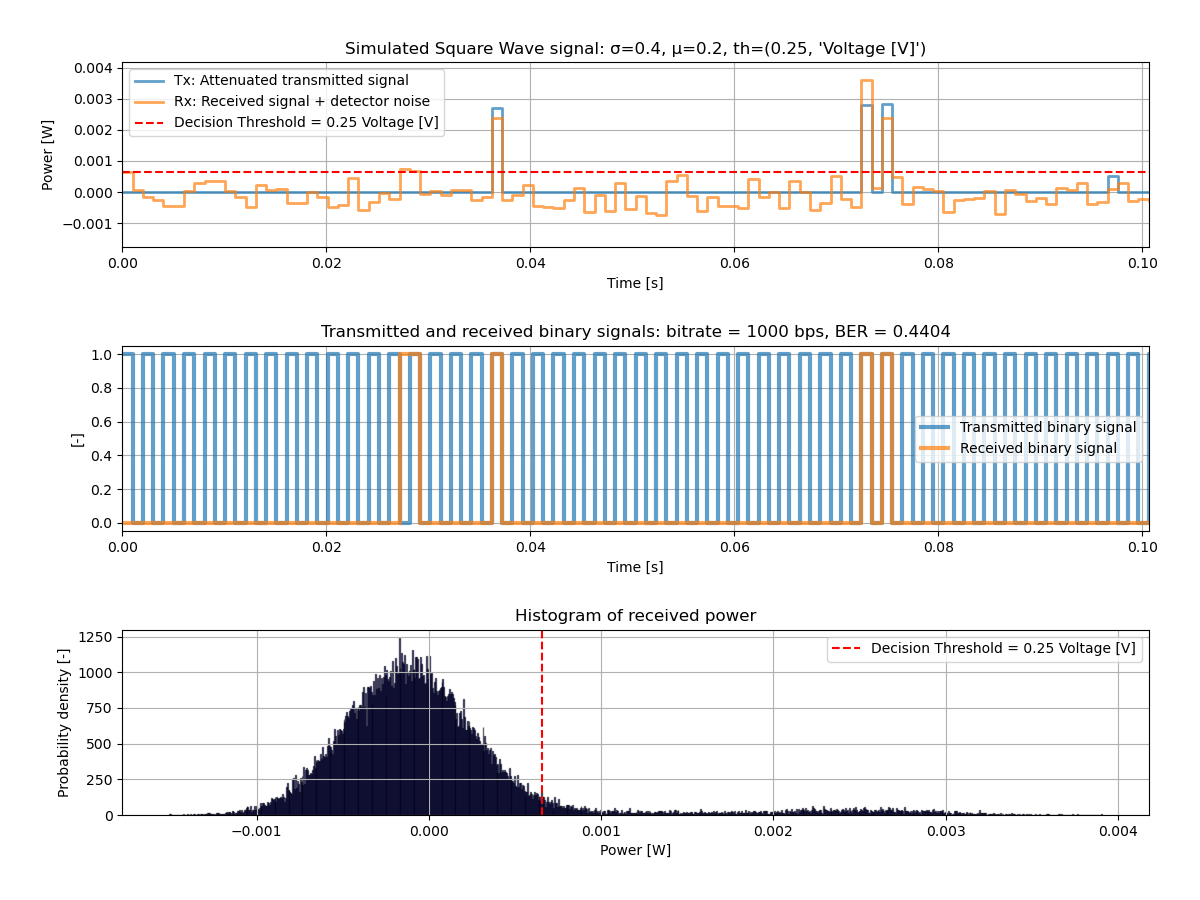 Simulated Square Wave signal: σ=0.4, μ=0.2, th=(0.25, 'Voltage [V]')
Power [W]
0.004
0.003
0.002
0.001
0.000
−0.001
Tx: Attenuated transmitted signal
Rx: Received signal + detector noise
Decision Threshold = 0.25 Voltage [V]
0.00 0.02 0.04 0.06 0.08 0.10
Time [s]
Transmitted and received binary signals: bitrate = 1000 bps, BER = 0.4404
[-]
1.0
0.8
0.6
0.4
0.2
0.0
Transmitted binary signal
Received binary signal
0.00 0.02 0.04 0.06 0.08 0.10
Time [s]
Histogram of received power
Probability density [-]
1250
1000
750
500
250
0
Decision Threshold = 0.25 Voltage [V]
−0.001 0.000 0.001 0.002 0.003 0.004
Power [W]